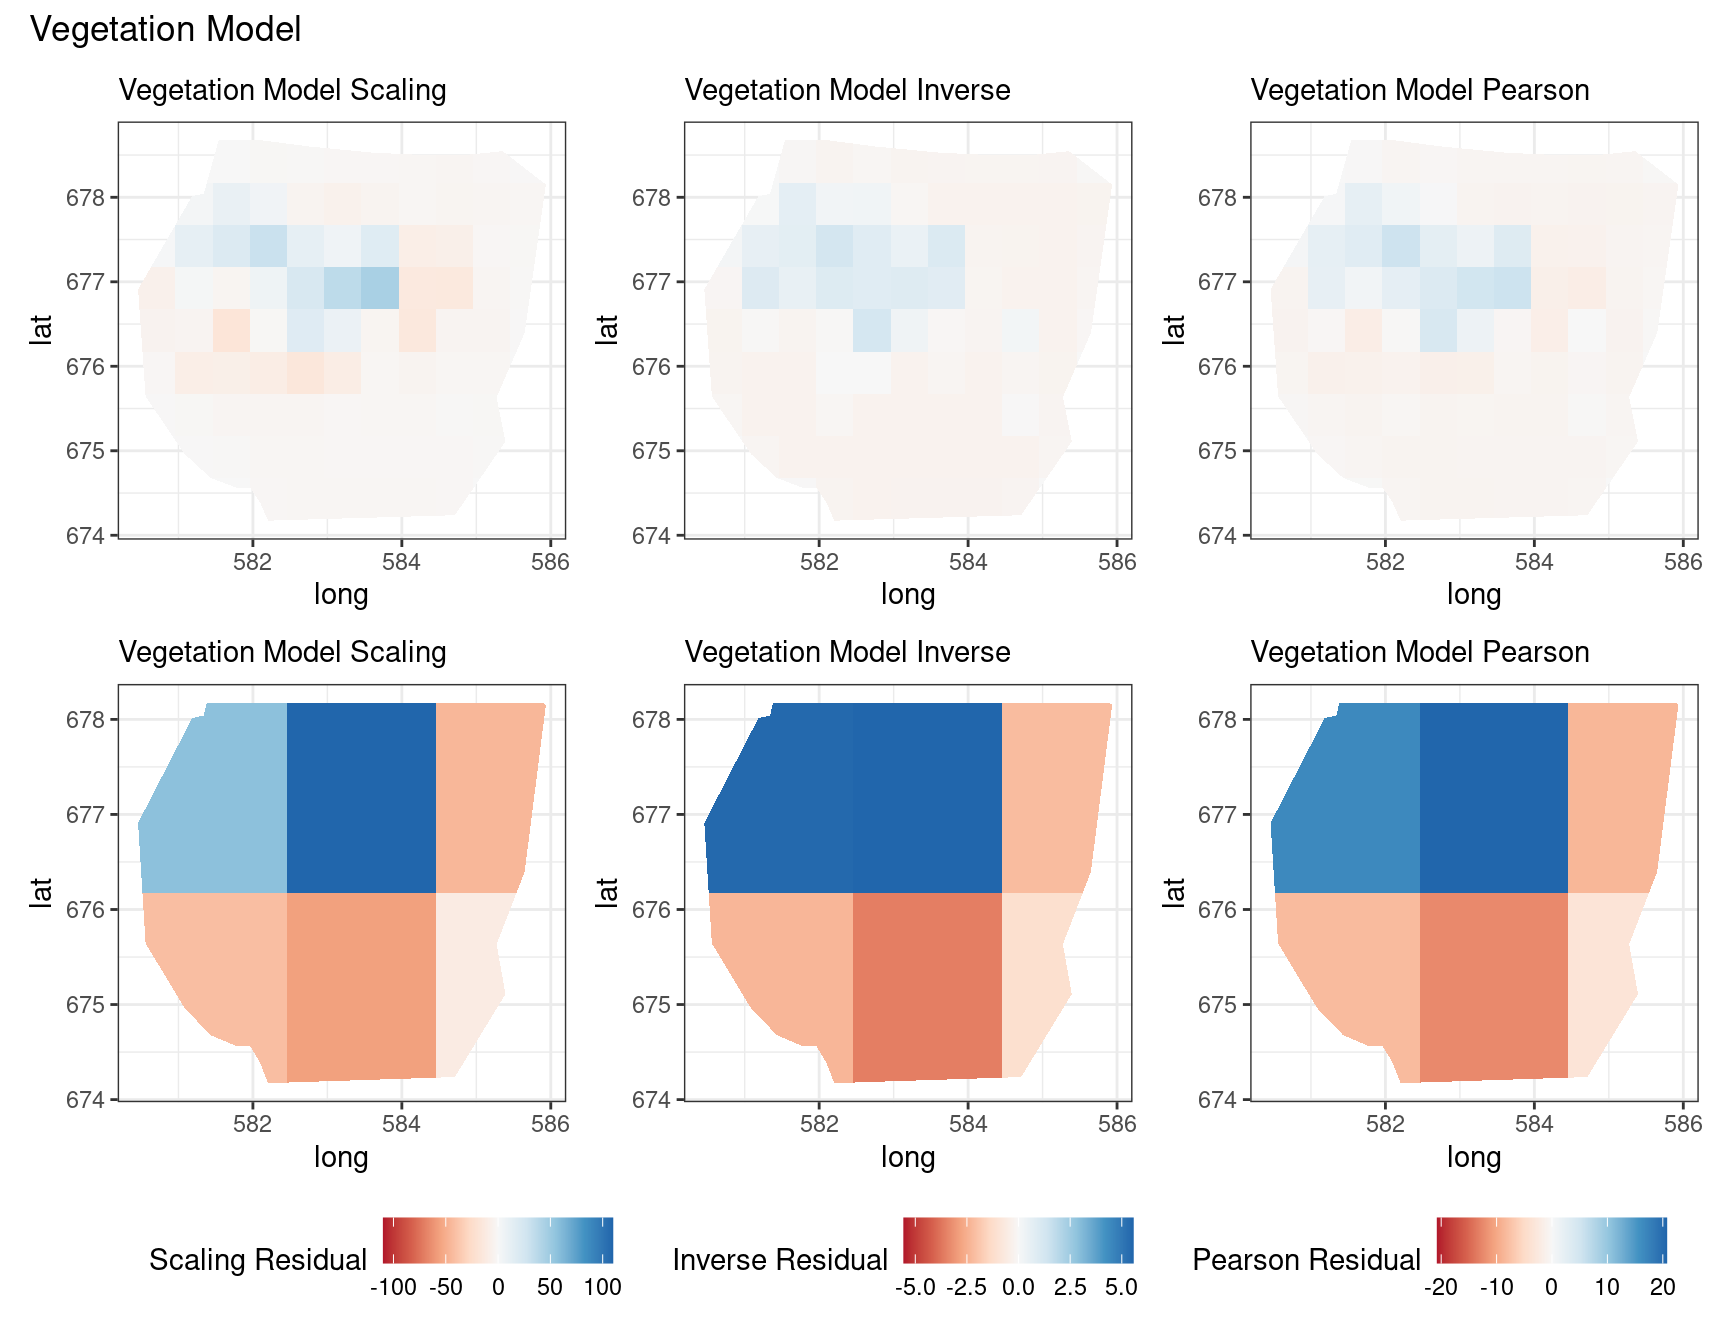 Vegetation Model
Vegetation Model Scaling
Vegetation Model Inverse
Vegetation Model Pearson
678
677
676
675
674
lat
582
584
586
long
678
677
676
675
674
lat
582
584
586
long
678
677
676
675
674
lat
582
584
586
long
Vegetation Model Scaling
Vegetation Model Inverse
Vegetation Model Pearson
678
677
676
675
674
lat
582
584
586
long
678
677
676
675
674
lat
582
584
586
long
678
677
676
675
674
lat
582
584
586
long
Scaling Residual
-100 -50 0 50 100
Inverse Residual
-5.0 -2.5 0.0 2.5 5.0
Pearson Residual
-20 -10 0 10 20